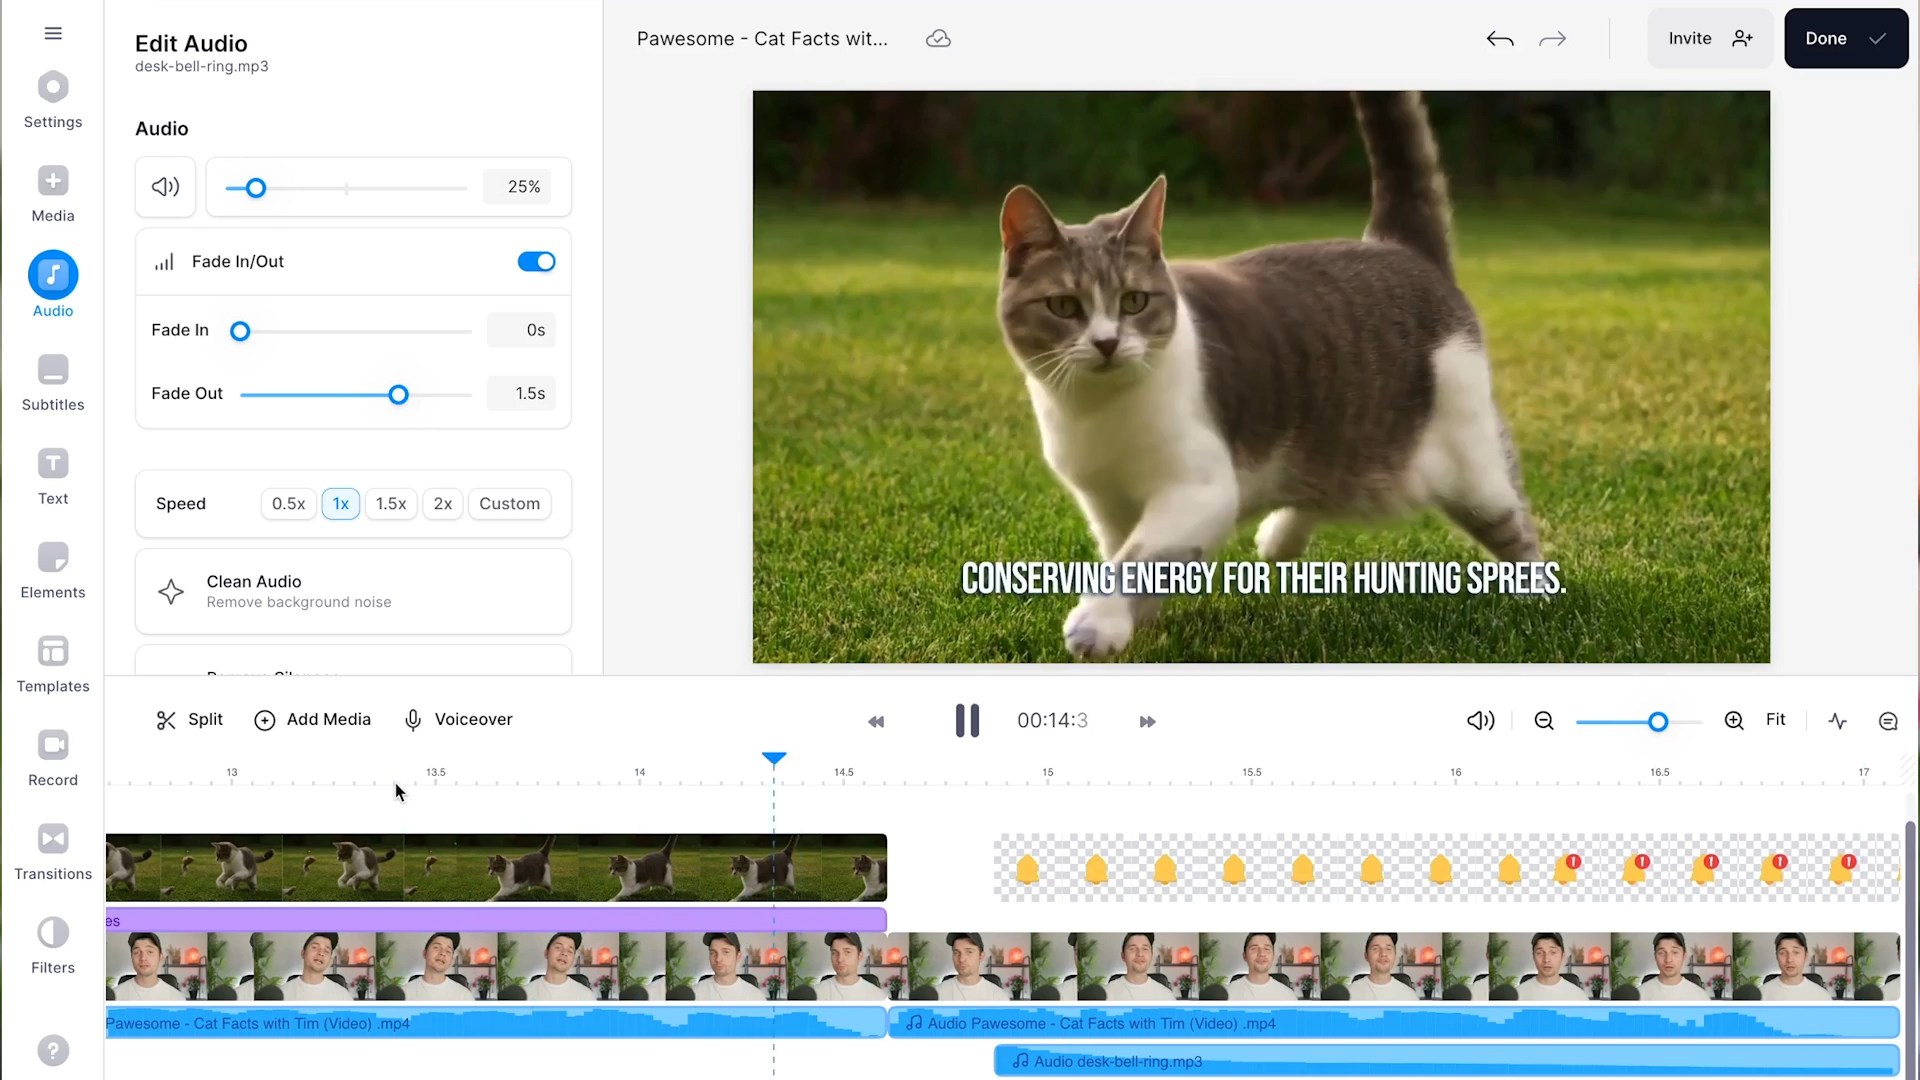 Settings
Media
Audio
Subtitles
Text
Elements
Templates
Record
Transitions
Filters
?
Edit Audio
desk-bell-ring.mp3
Audio
25%
Fade In/Out
Fade In
0s
Fade Out
1.5s
Speed
0.5x
1x
1.5x
2x
Custom
Clean Audio
Remove background noise
Pawesome - Cat Facts wit...
Invite
Done
CONSERVING ENERGY FOR THEIR HUNTING SPREES.
Split
Add Media
Voiceover
00:14:3
Fit
13
13.5
14
14.5
15
15.5
16
16.5
17
es
Pawesome - Cat Facts with Tim (Video) .mp4
Audio Pawesome - Cat Facts with Tim (Video) .mp4
Audio desk-bell-ring.mp3